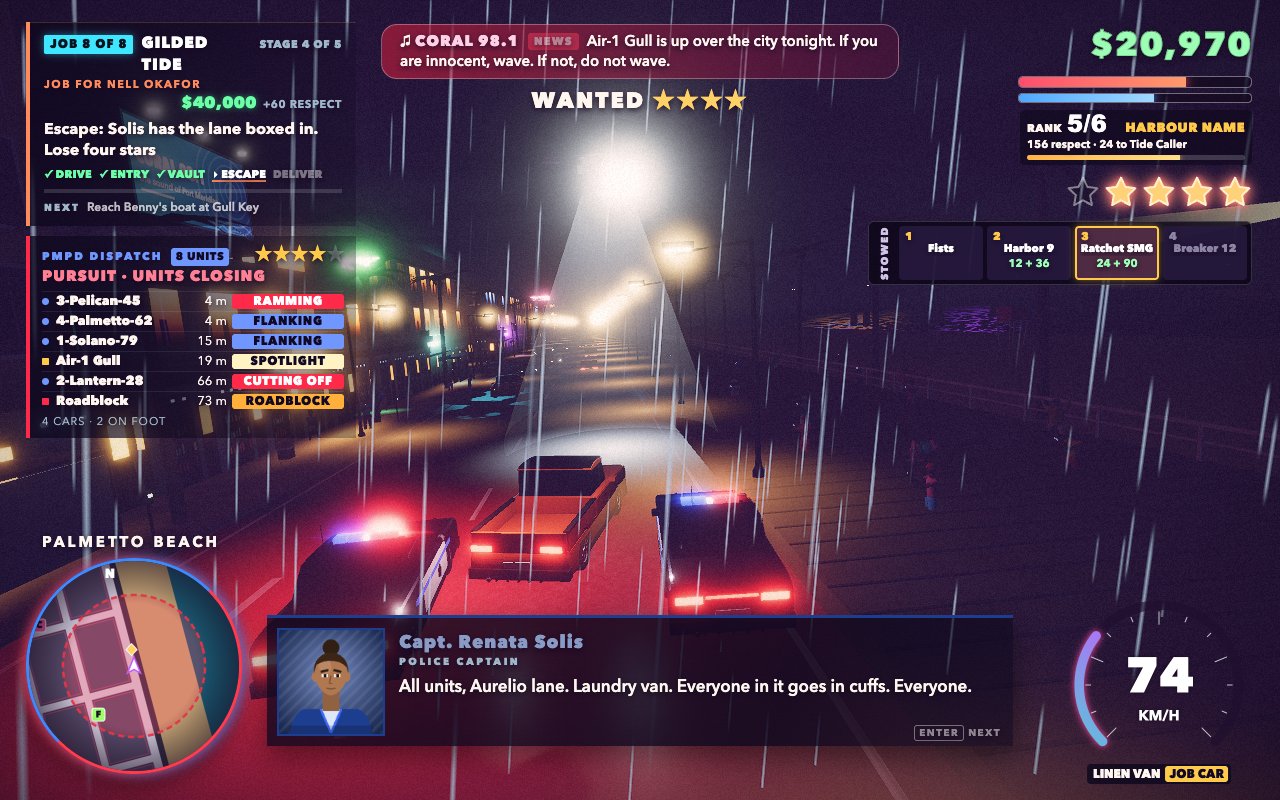 JOB 8 OF 8 GILDED TIDE STAGE 4 OF 5
JOB FOR NELL OKAFOR
$40,000 +60 RESPECT
Escape: Solis has the lane boxed in.
Lose four stars
✓DRIVE ✓ENTRY ✓VAULT ESCAPE DELIVER
NEXT Reach Benny's boat at Gull Key
PMPD DISPATCH 8 UNITS
PURSUIT · UNITS CLOSING
3-Pelican-45 4 m RAMMING
4-Palmetto-62 4 m FLANKING
1-Solano-79 15 m FLANKING
Air-1 Gull 19 m SPOTLIGHT
2-Lantern-28 66 m CUTTING OFF
Roadblock 73 m ROADBLOCK
4 CARS · 2 ON FOOT
♫ CORAL 98.1 NEWS Air-1 Gull is up over the city tonight. If you
are innocent, wave. If not, do not wave.
WANTED
$20,970
RANK 5/6 HARBOUR NAME
156 respect · 24 to Tide Caller
STOWED
1 Fists
2 Harbor 9 12 + 36
3 Ratchet SMG 24 + 90
4 Breaker 12
PALMETTO BEACH
N
F
Capt. Renata Solis
POLICE CAPTAIN
All units, Aurelio lane. Laundry van. Everyone in it goes in cuffs. Everyone.
ENTER NEXT
74
KM/H
LINEN VAN JOB CAR